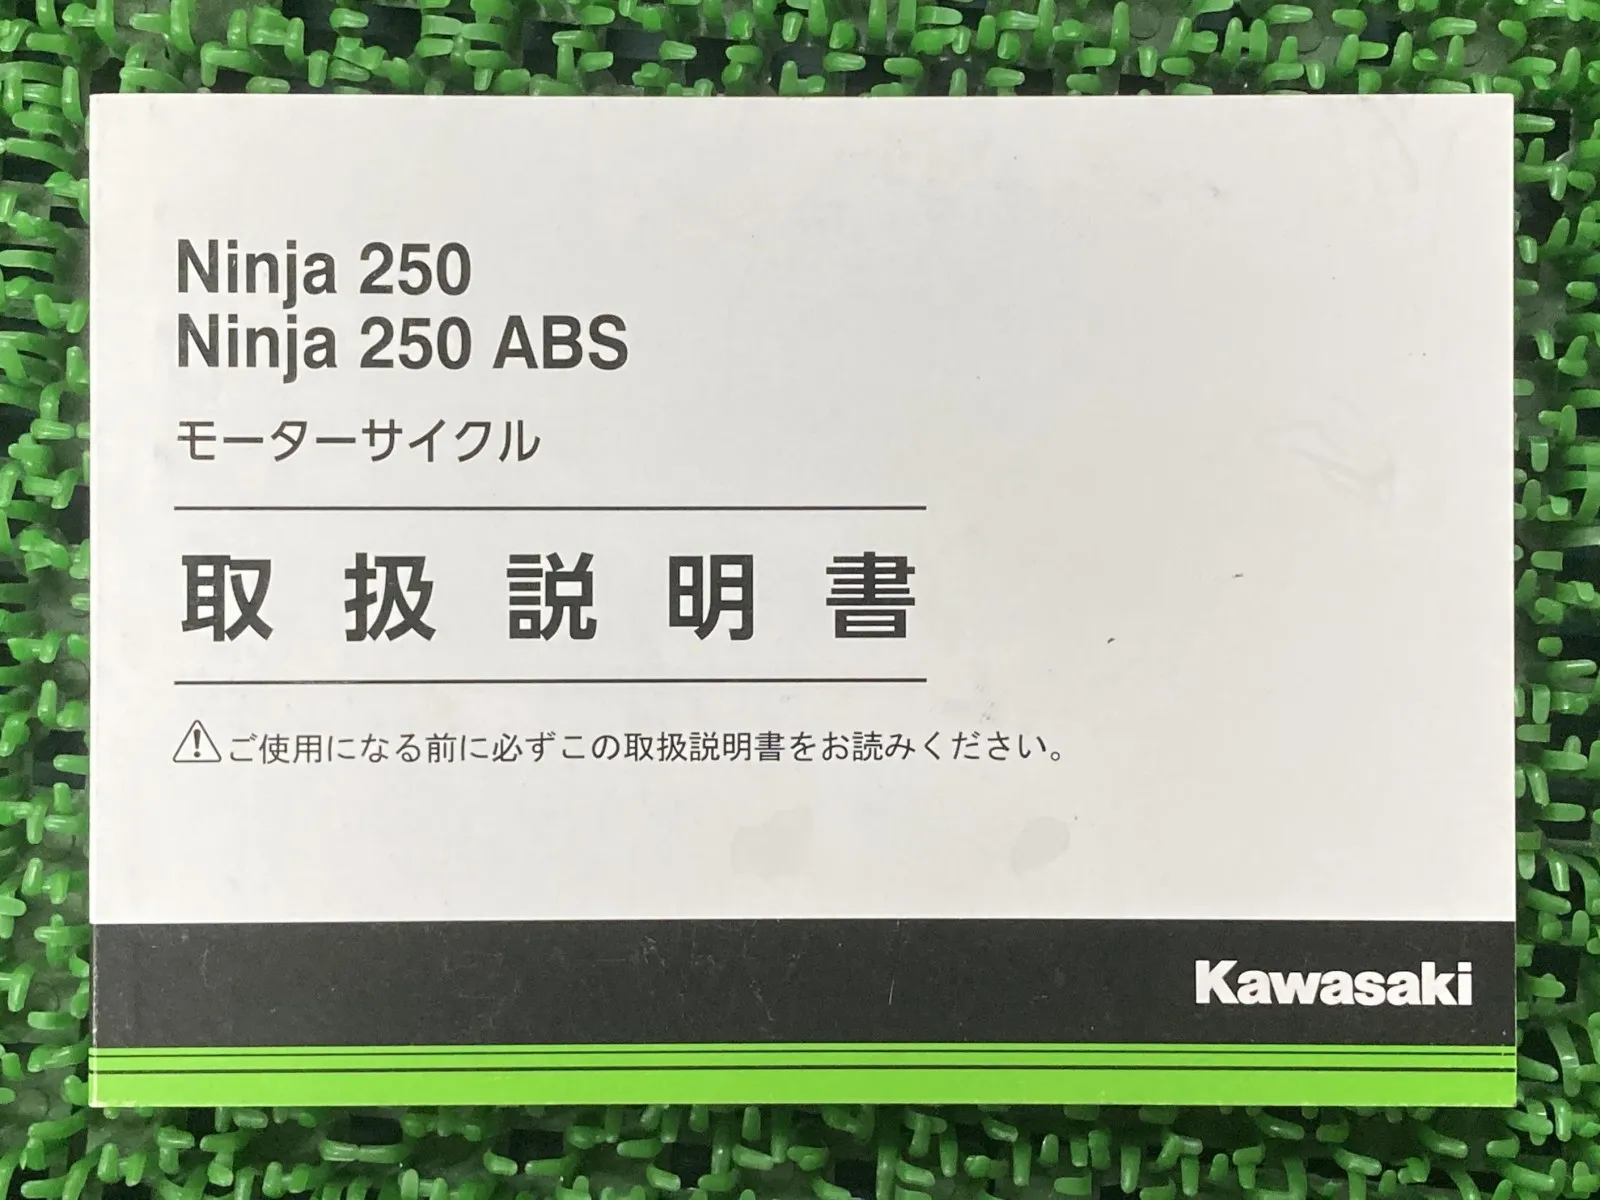 Ninja 250
Ninja 250 ABS
モーターサイクル
取扱説明書
⚠ご使用になる前に必ずこの取扱説明書をお読みください。
Kawasaki